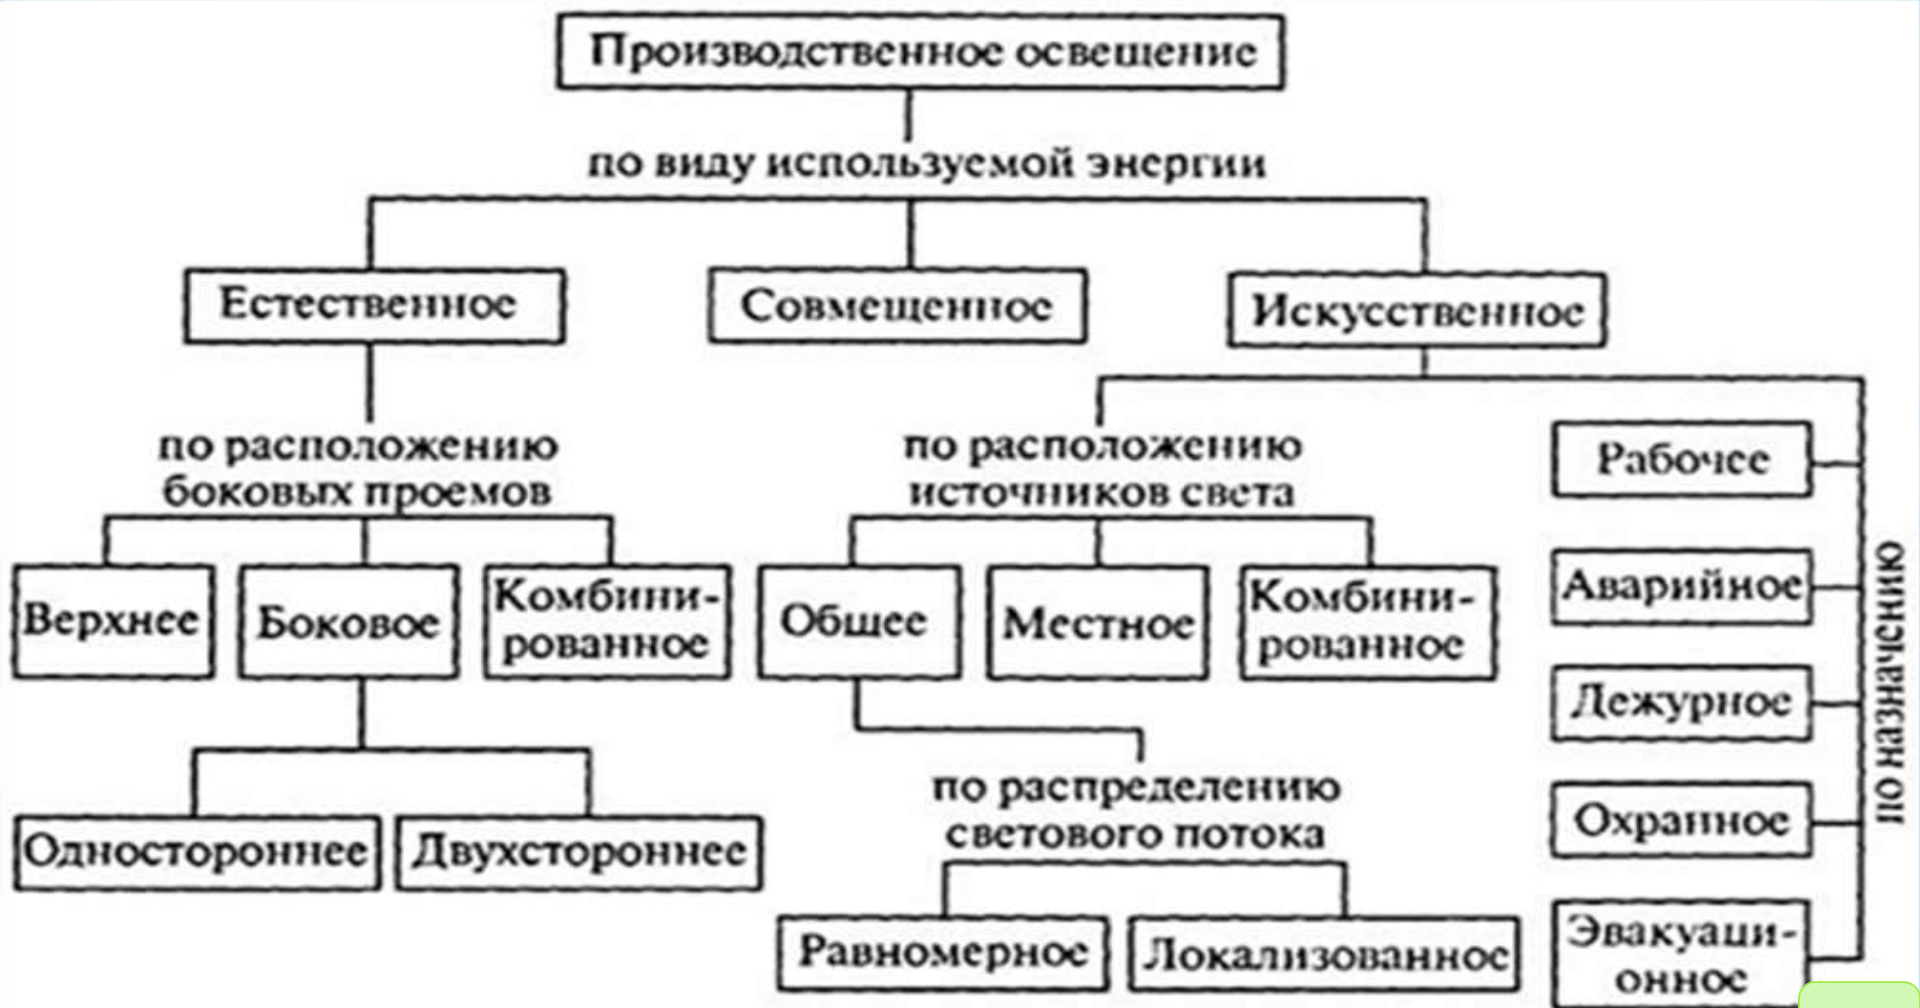 Производственное освещение
по виду используемой энергии
Естественное
Совмещенное
Искусственное
по расположению
боковых проемов
Верхнее
Боковое
Комбини-
рованное
Одностороннее
Двухстороннее
по расположению
источников света
Общее
Местное
Комбини-
рованное
по распределению
светового потока
Равномерное
Локализованное
по назначению
Рабочее
Аварийное
Дежурное
Охранное
Эвакуаци-
онное